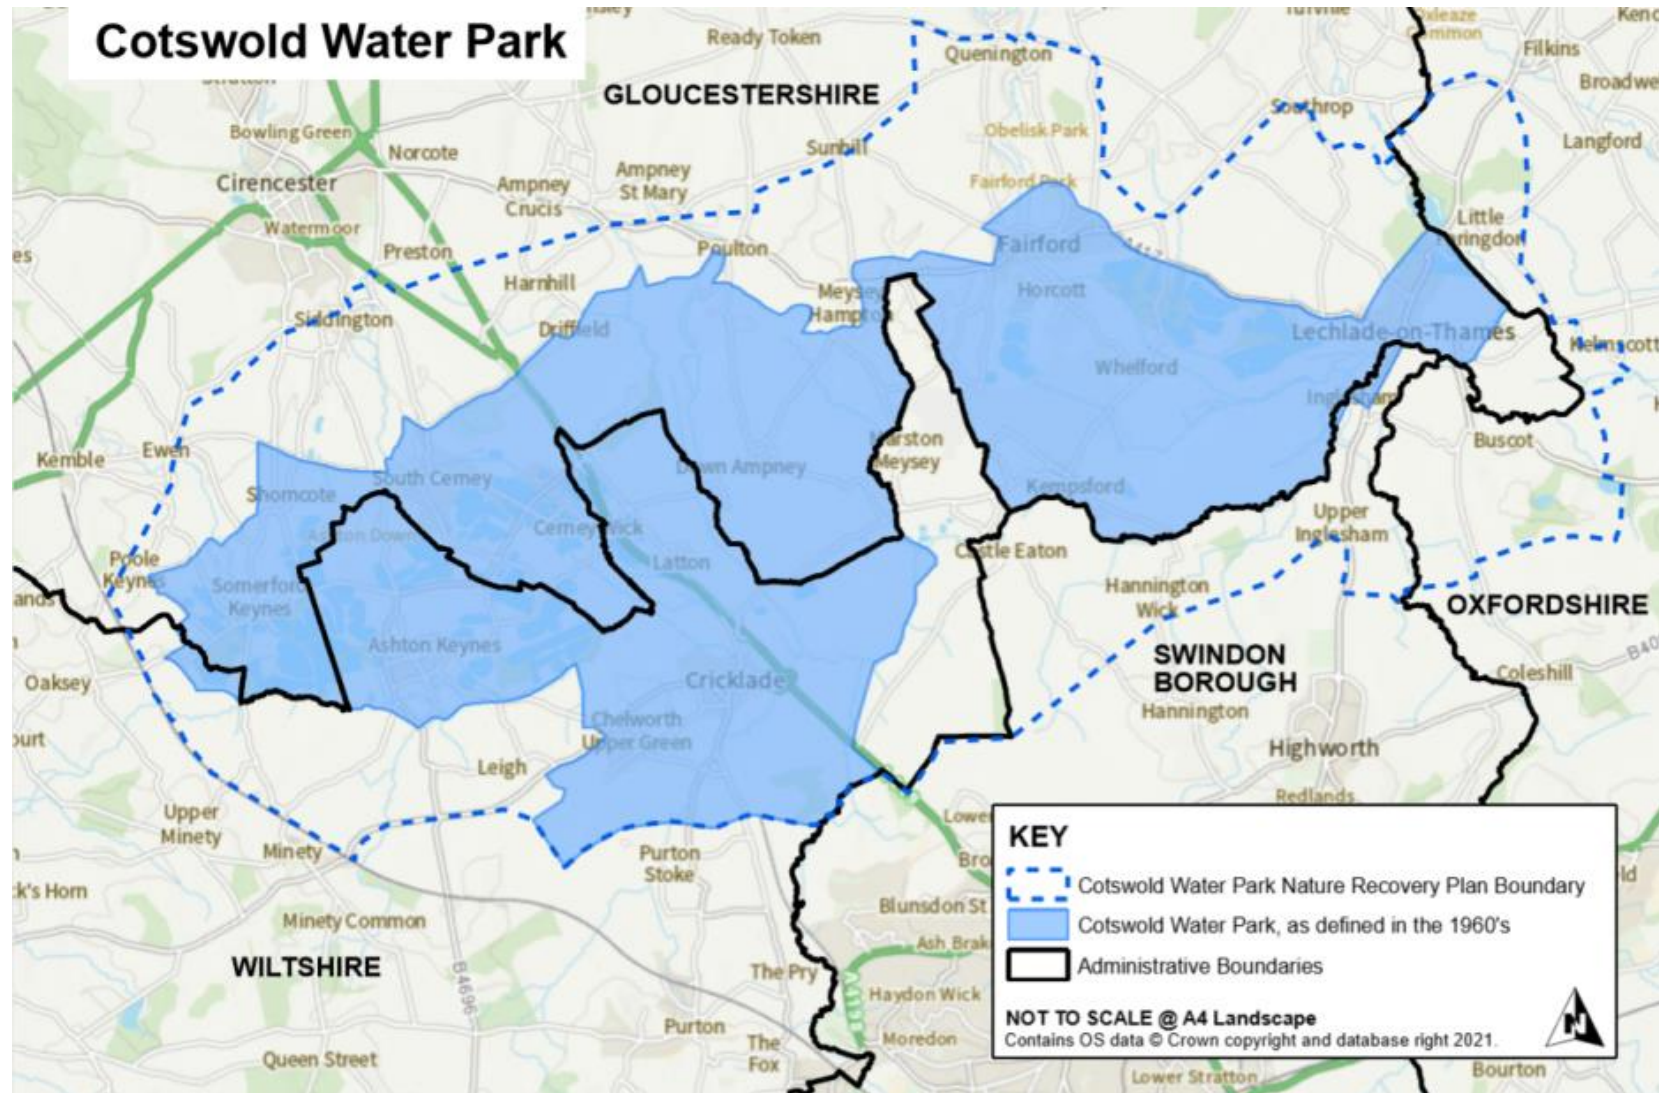 Cotswold Water Park
Ready Token
Quenington
Filkins
GLOUCESTERSHIRE
Southrop
Bowling Green
Norcote
Sunhill
Obelisk Park
Langford
Cirencester
Ampney
Crucis
Ampney
St Mary
Fairford Park
Watermoor
Preston
Poulton
Fairford
Little
Harnhill
Horcott
Siddington
Driffield
Lechlade-on-Thames
Kelmscott
Whelford
Ewen
Kemble
Marston
Meysey
Buscot
South Cerney
Down Ampney
Kempsford
Shorncote
Cerney Wick
Upper
Inglesham
Latton
Castle Eaton
Poole
Keynes
Somerford
Keynes
Hannington
Wick
OXFORDSHIRE
Ashton Keynes
SWINDON
BOROUGH
Oaksey
Cricklade
Coleshill
Hannington
Chelworth
Upper Green
Leigh
Highworth
Redlands
Upper
Minety
Minety
Purton
Stoke
Minety Common
Blunsdon St
WILTSHIRE
B4696
The Pry
Haydon Wick
A4198
Purton
The
Fox
Moredon
Queen Street
Lower Stratton
Bourton
KEY
Cotswold Water Park Nature Recovery Plan Boundary
Cotswold Water Park, as defined in the 1960's
Administrative Boundaries
NOT TO SCALE @ A4 Landscape
Contains OS data © Crown copyright and database right 2021.
N